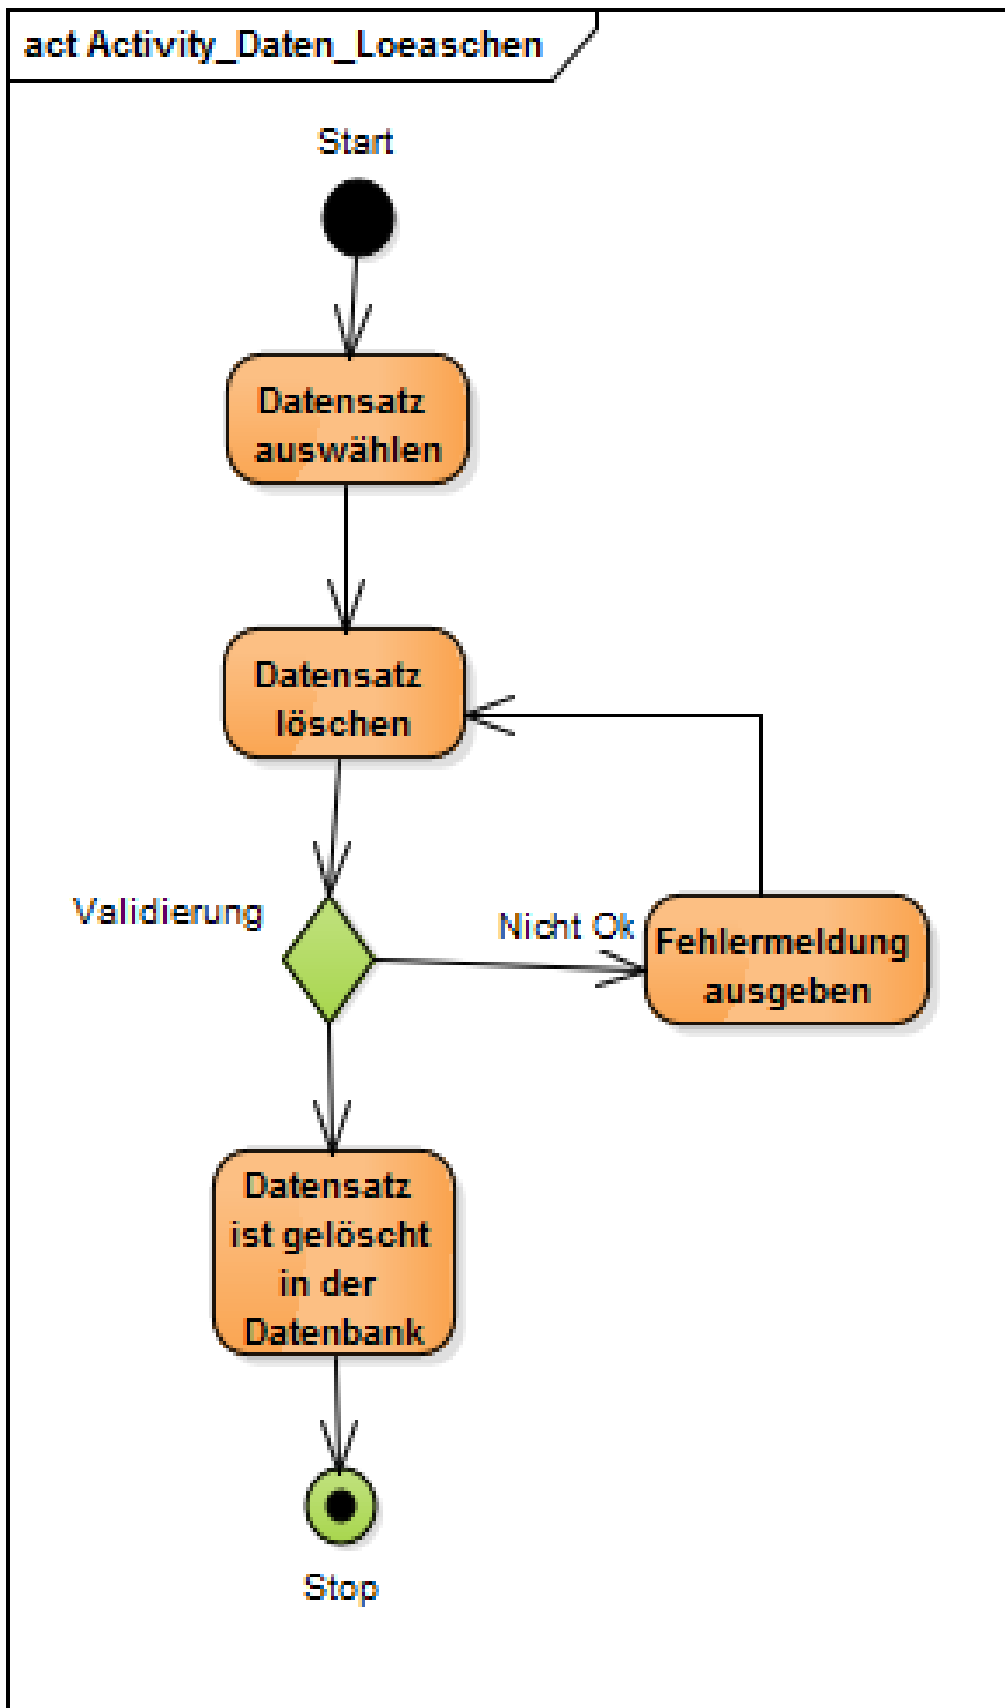 act Activity_Daten_Loeaschen
Start
Datensatz
auswählen
Datensatz
löschen
Validierung
Nicht Ok
Fehlermeldung
ausgeben
Datensatz
ist gelöscht
in der
Datenbank
Stop